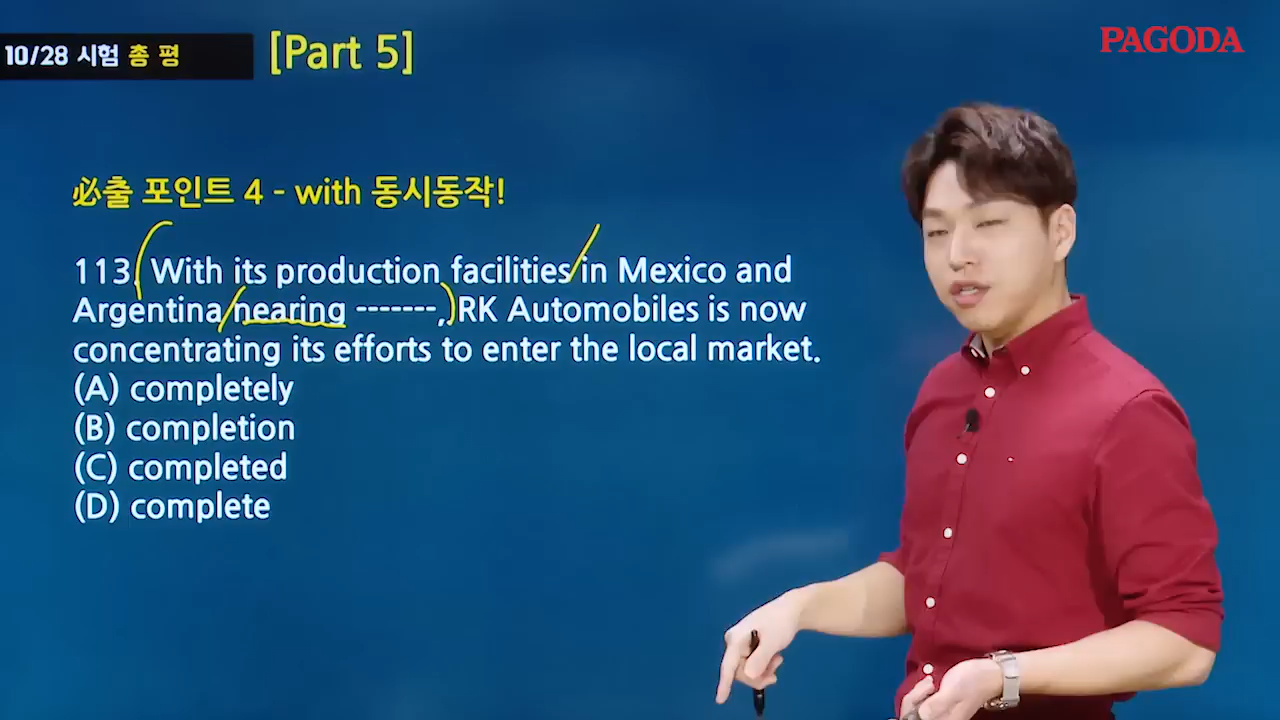 10/28 시험 총 평
[Part 5]
PAGODA
必출 포인트 4 - with 동시동작!
113. With its production facilities in Mexico and
Argentina nearing -------, RK Automobiles is now
concentrating its efforts to enter the local market.
(A) completely
(B) completion
(C) completed
(D) complete